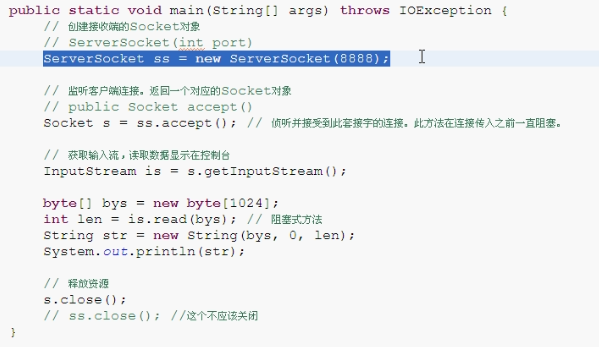 public static void main(String[] args) throws IOException {
// 创建接收端的Socket对象
// ServerSocket(int port)
ServerSocket ss = new ServerSocket(8888);
// 监听客户端连接。返回一个对应的Socket对象
// public Socket accept()
Socket s = ss.accept(); // 侦听并接受到此套接字的连接。此方法在连接传入之前一直阻塞。
// 获取输入流，读取数据显示在控制台
InputStream is = s.getInputStream();
byte[] bys = new byte[1024];
int len = is.read(bys); // 阻塞式方法
String str = new String(bys, 0, len);
System.out.println(str);
// 释放资源
s.close();
// ss.close(); //这个不应该关闭
}